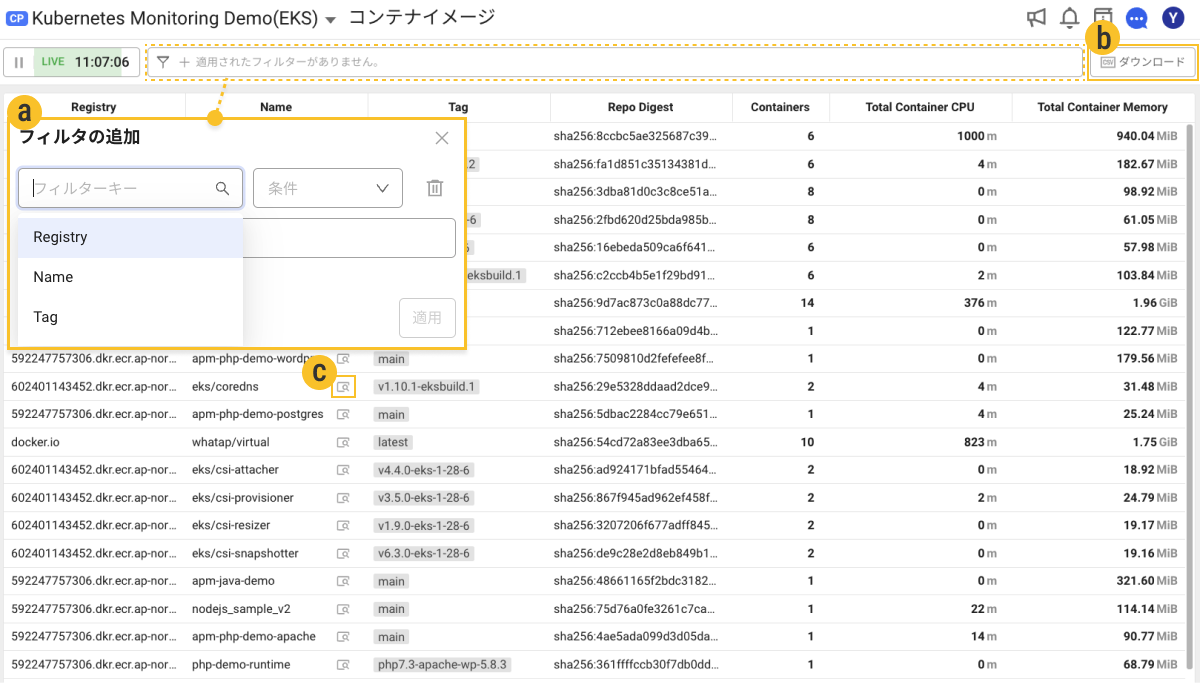 CP Kubernetes Monitoring Demo(EKS) コンテナイメージ Y
b
LIVE 11:07:06 適用されたフィルターがありません。 CSV ダウンロード
Registry Name Tag Repo Digest Containers Total Container CPU Total Container Memory
a
フィルタの追加
フィルターキー 条件
Registry
Name
Tag
適用
sha256:8ccbc5ae325687c39... 6 1000 m 940.04 MiB
.2 sha256:fa1d851c35134381d... 6 4 m 182.67 MiB
sha256:3dba81d0c3c8ce51a... 8 0 m 98.92 MiB
-6 sha256:2fbd620d25bda985b... 8 0 m 61.05 MiB
sha256:16ebeda509ca6f641... 6 0 m 57.98 MiB
eksbuild.1 sha256:c2ccb4b5e1f29bd91... 6 2 m 103.84 MiB
sha256:9d7ac873c0a88dc77... 14 376 m 1.96 GiB
sha256:712ebee8166a09d4b... 1 0 m 122.77 MiB
592247757306.dkr.ecr.ap-nor... apm-php-demo-wordp main sha256:7509810d2fefefee8f... 1 0 m 179.56 MiB
c
602401143452.dkr.ecr.ap-nor... eks/coredns v1.10.1-eksbuild.1 sha256:29e5328ddaad2dce9... 2 4 m 31.48 MiB
592247757306.dkr.ecr.ap-nor... apm-php-demo-postgres main sha256:5dbac2284cc79e651... 1 4 m 25.24 MiB
docker.io whatap/virtual latest sha256:54cd72a83ee3dba65... 10 823 m 1.75 GiB
602401143452.dkr.ecr.ap-nor... eks/csi-attacher v4.4.0-eks-1-28-6 sha256:ad924171bfad55464... 2 0 m 18.92 MiB
602401143452.dkr.ecr.ap-nor... eks/csi-provisioner v3.5.0-eks-1-28-6 sha256:867f945ad962ef458f... 2 2 m 24.79 MiB
602401143452.dkr.ecr.ap-nor... eks/csi-resizer v1.9.0-eks-1-28-6 sha256:3207206f677adff845... 2 0 m 19.17 MiB
602401143452.dkr.ecr.ap-nor... eks/csi-snapshotter v6.3.0-eks-1-28-6 sha256:de9c28e2d8eb849b1... 2 0 m 19.16 MiB
592247757306.dkr.ecr.ap-nor... apm-java-demo main sha256:48661165f2bdc3182... 1 0 m 321.60 MiB
592247757306.dkr.ecr.ap-nor... nodejs_sample_v2 main sha256:75d76a0fe3261c7ca... 1 22 m 114.14 MiB
592247757306.dkr.ecr.ap-nor... apm-php-demo-apache main sha256:4ae5ada099d3d05da... 1 14 m 90.77 MiB
592247757306.dkr.ecr.ap-nor... php-demo-runtime php7.3-apache-wp-5.8.3 sha256:361ffffccb30f7db0dd... 1 0 m 68.79 MiB